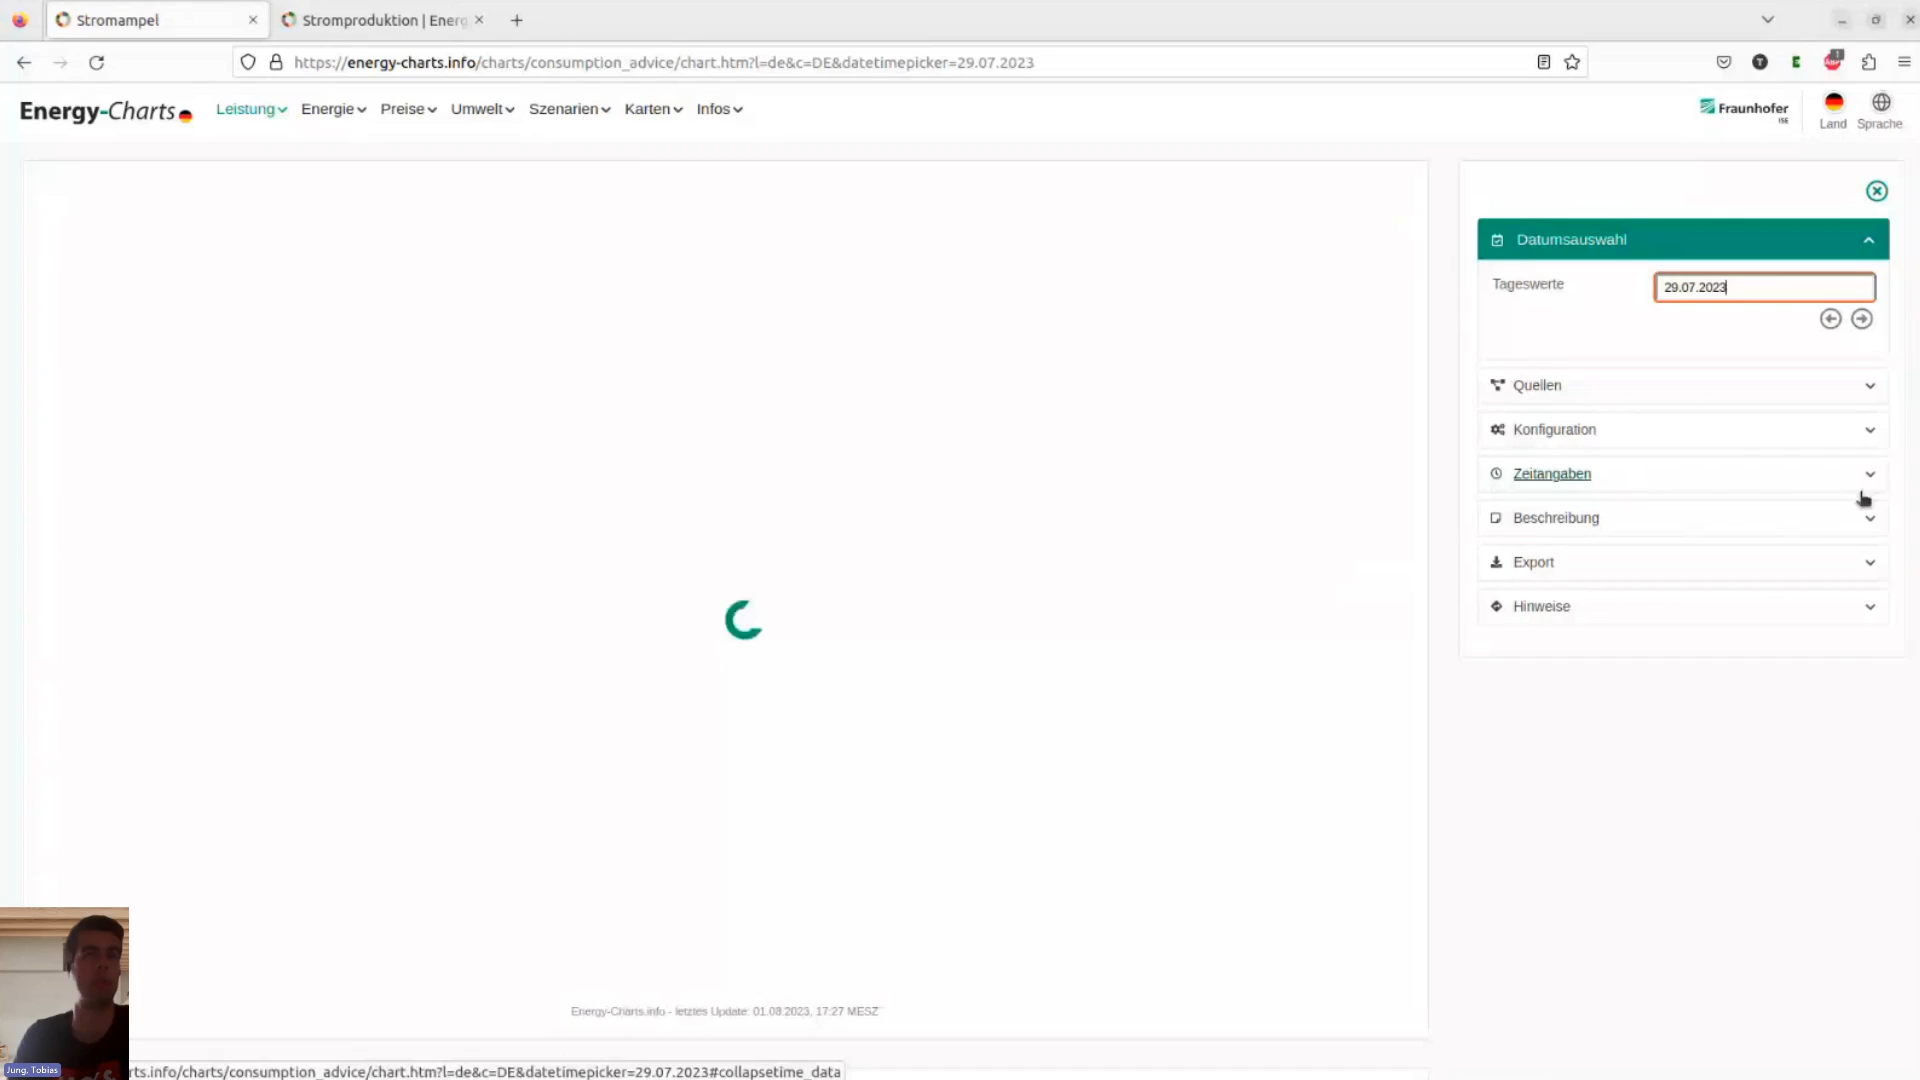 Stromampel
Stromproduktion | Energ
https://energy-charts.info/charts/consumption_advice/chart.htm?l=de&c=DE&datetimepicker=29.07.2023
Energy-Charts
Leistung
Energie
Preise
Umwelt
Szenarien
Karten
Infos
Fraunhofer
ISE
Land
Sprache
Datumsauswahl
Tageswerte
29.07.2023
Quellen
Konfiguration
Zeitangaben
Beschreibung
Export
Hinweise
Energy-Charts.info - letztes Update: 01.08.2023, 17:27 MESZ
Jung, Tobias
rts.info/charts/consumption_advice/chart.htm?l=de&c=DE&datetimepicker=29.07.2023#collapsetime_data